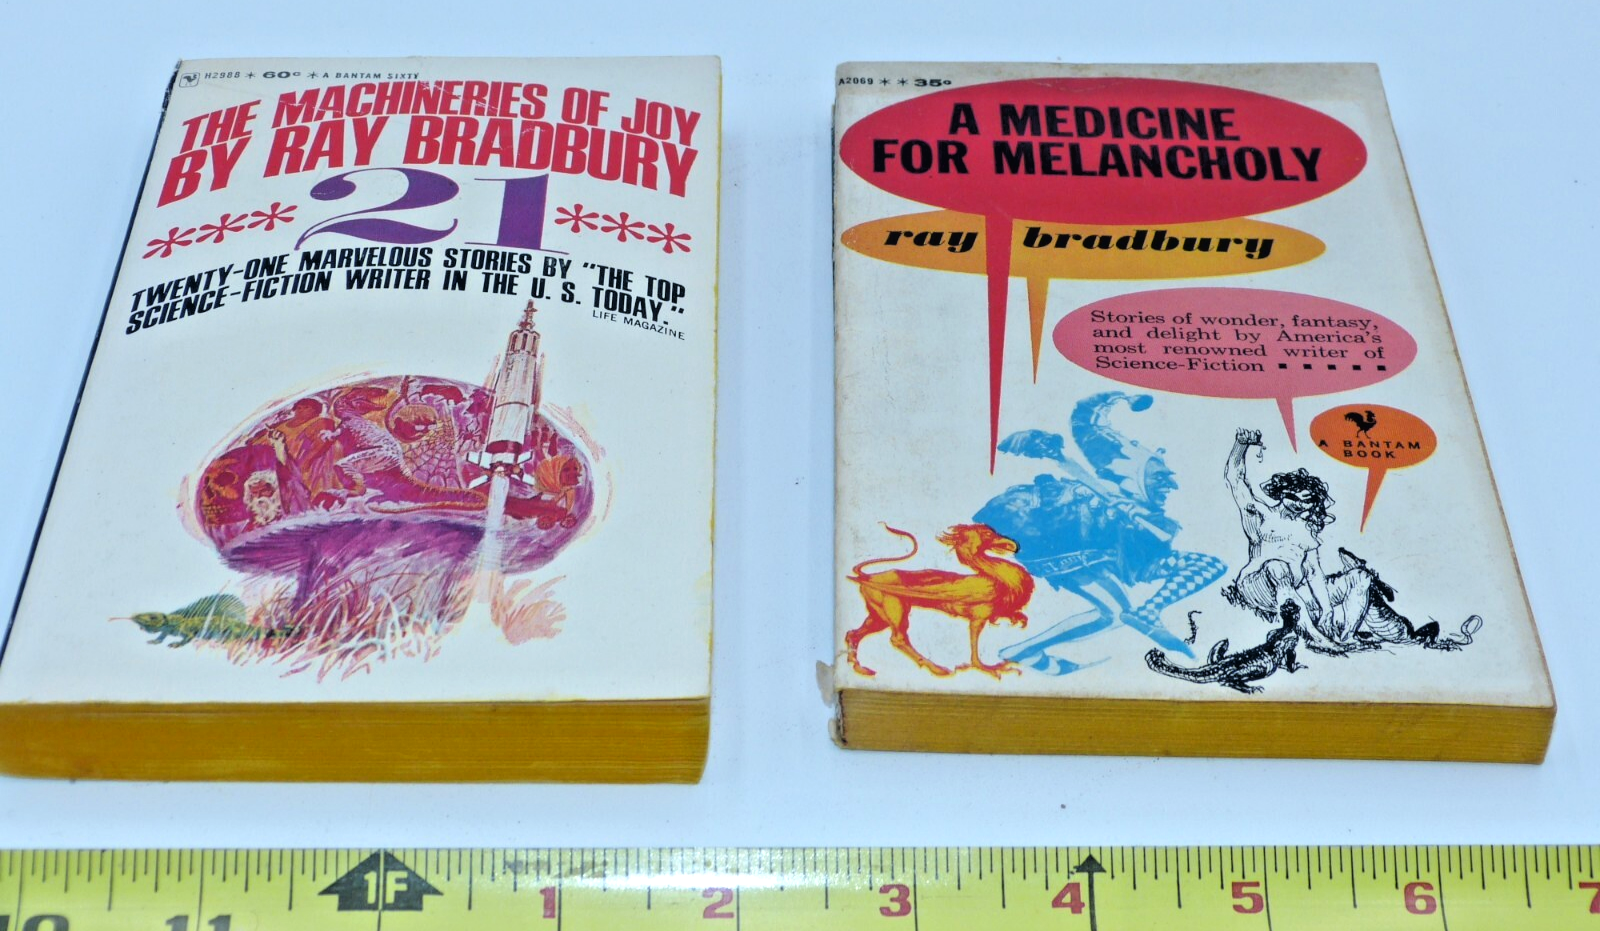 H2988 * 60¢ * A BANTAM SIXTY
THE MACHINERIES OF JOY
BY RAY BRADBURY
*** 21 ***
TWENTY-ONE MARVELOUS STORIES BY "THE TOP
SCIENCE-FICTION WRITER IN THE U. S. TODAY."
LIFE MAGAZINE
A2069 * * 35¢
A MEDICINE
FOR MELANCHOLY
ray bradbury
Stories of wonder, fantasy,
and delight by America's
most renowned writer of
Science-Fiction ▪ ▪ ▪ ▪ ▪
A BANTAM
BOOK
1F 1 2 3 4 5 6 7
10 11